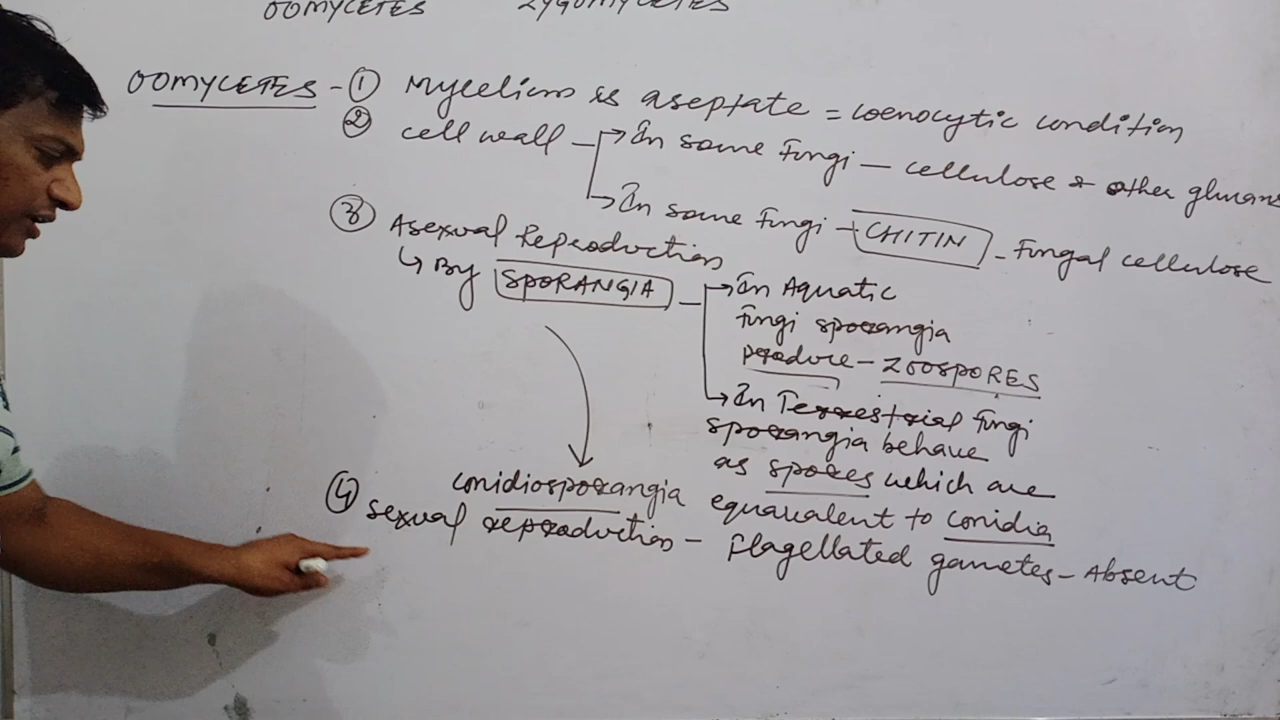 OOMYCETES ZYGOMYCETES
OOMYCETES - ① Mycelium is aseptate = coenocytic condition
② cell wall → In some Fungi — cellulose & other glucans
→ In some Fungi → CHITIN - Fungal cellulose
③ Asexual Reproduction
↳ By SPORANGIA → In Aquatic
Fungi sporangia
produce - ZOOSPORES
→ In Terrestrial Fungi
sporangia behave
as spores which are
equavalent to conidia
conidiosporangia
④ Sexual reproduction - Flagellated gametes - Absent